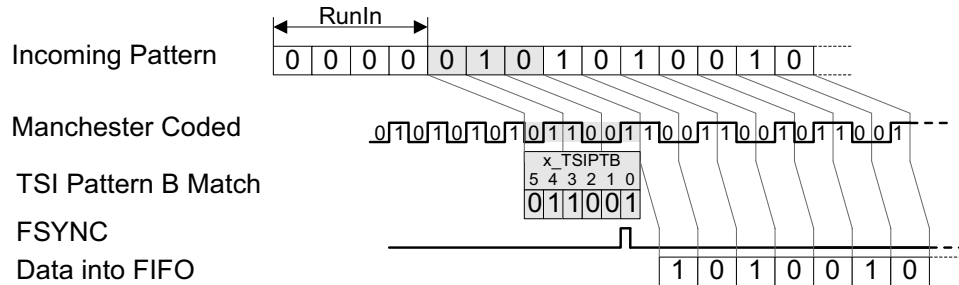 RunIn
Incoming Pattern 0 0 0 0 0 1 0 1 0 1 0 0 1 0
Manchester Coded 0 1 0 1 0 1 0 1 0 1 1 0 0 1 1 0 0 1 1 0 0 1 0 1 1 0 0 1
x_TSIPTB
TSI Pattern B Match 5 4 3 2 1 0
0 1 1 0 0 1
FSYNC
Data into FIFO 1 0 1 0 0 1 0